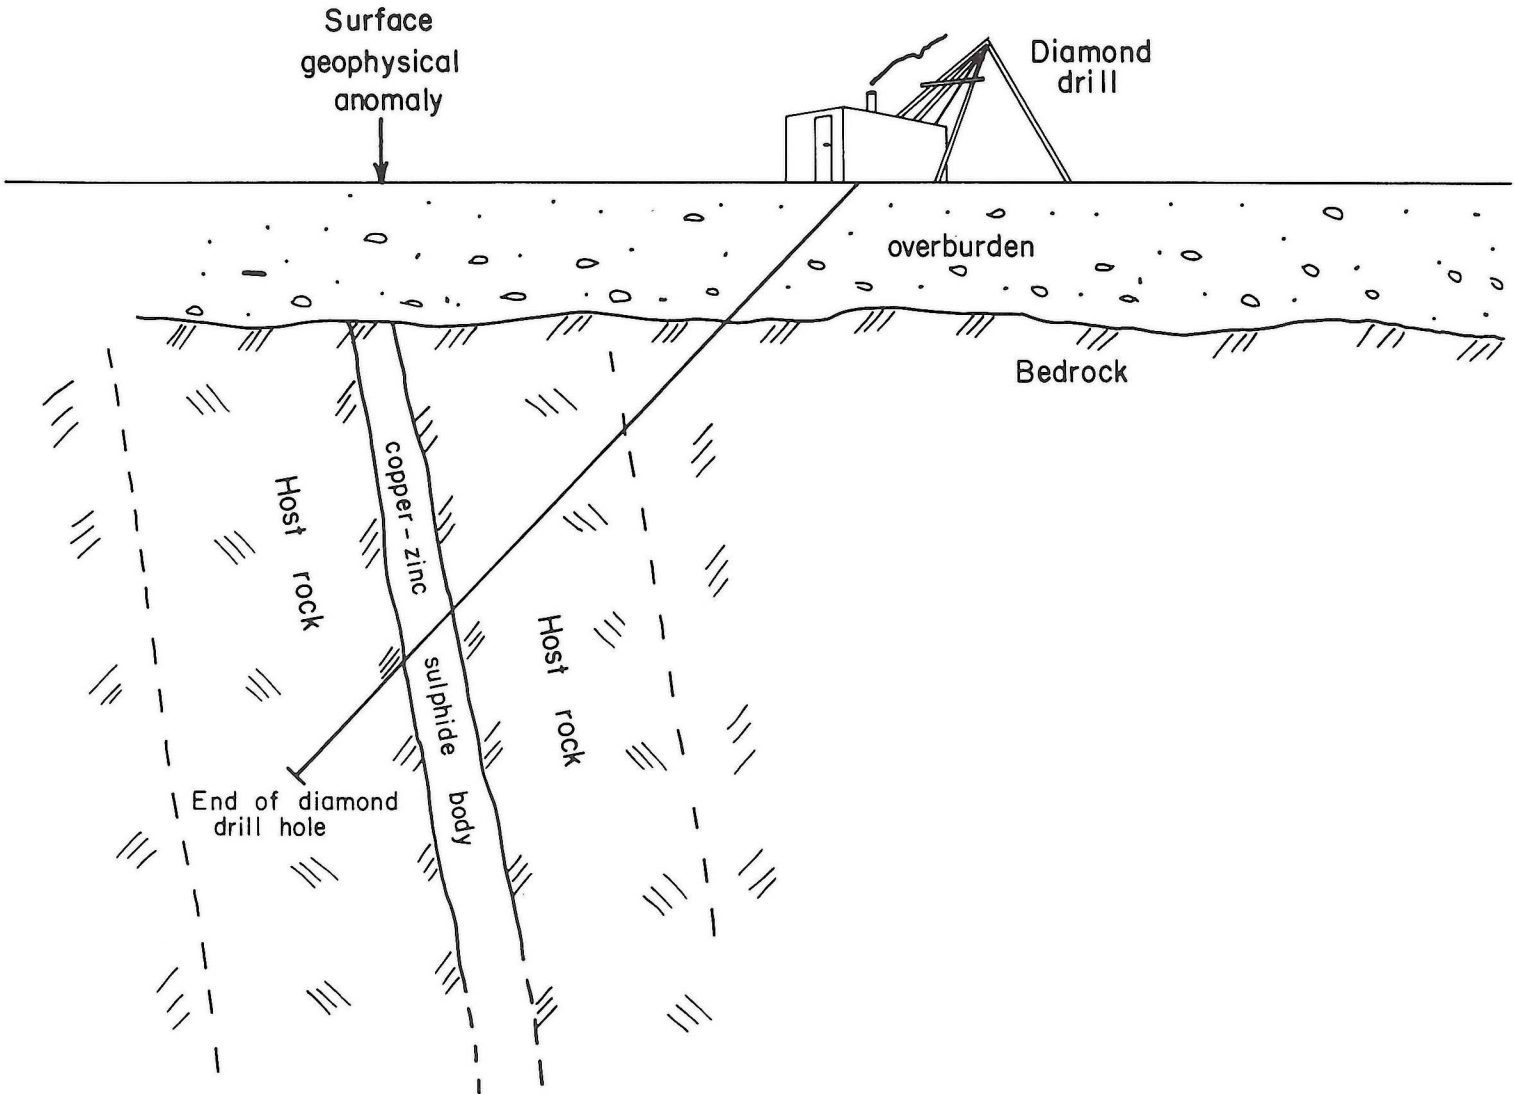 Surface
geophysical
anomaly
Diamond
drill
overburden
Bedrock
copper-zinc
sulphide
body
Host
rock
Host
rock
End of diamond
drill hole